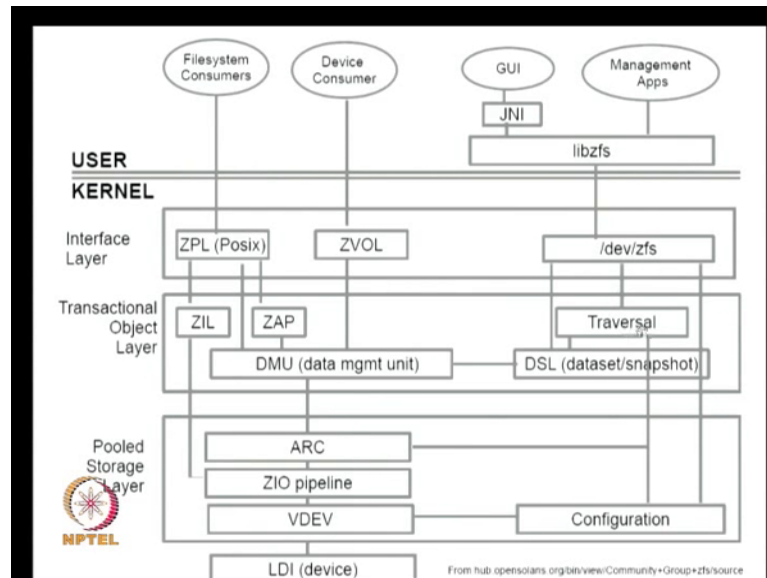 Filesystem
Consumers
Device
Consumer
GUI
Management
Apps
JNI
libzfs
USER
KERNEL
Interface
Layer
ZPL (Posix)
ZVOL
/dev/zfs
Transactional
Object
Layer
ZIL
ZAP
Traversal
DMU (data mgmt unit)
DSL (dataset/snapshot)
Pooled
Storage
Layer
ARC
ZIO pipeline
VDEV
Configuration
NPTEL
LDI (device)
From hub.opensolans.org/bin/view/Community+Group+zfs/source